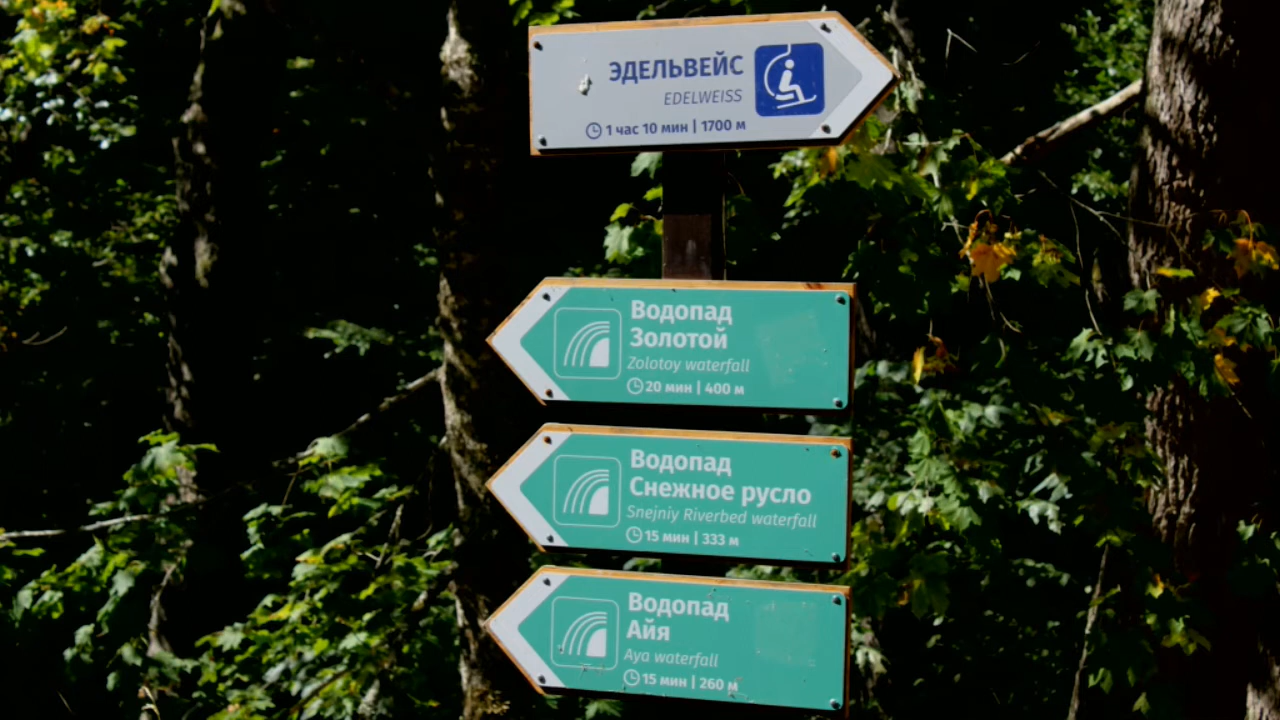 ЭДЕЛЬВЕЙС
EDELWEISS
1 час 10 мин | 1700 м
Водопад
Золотой
Zolotoy waterfall
20 мин | 400 м
Водопад
Снежное русло
Snejniy Riverbed waterfall
15 мин | 333 м
Водопад
Айя
Aya waterfall
15 мин | 260 м